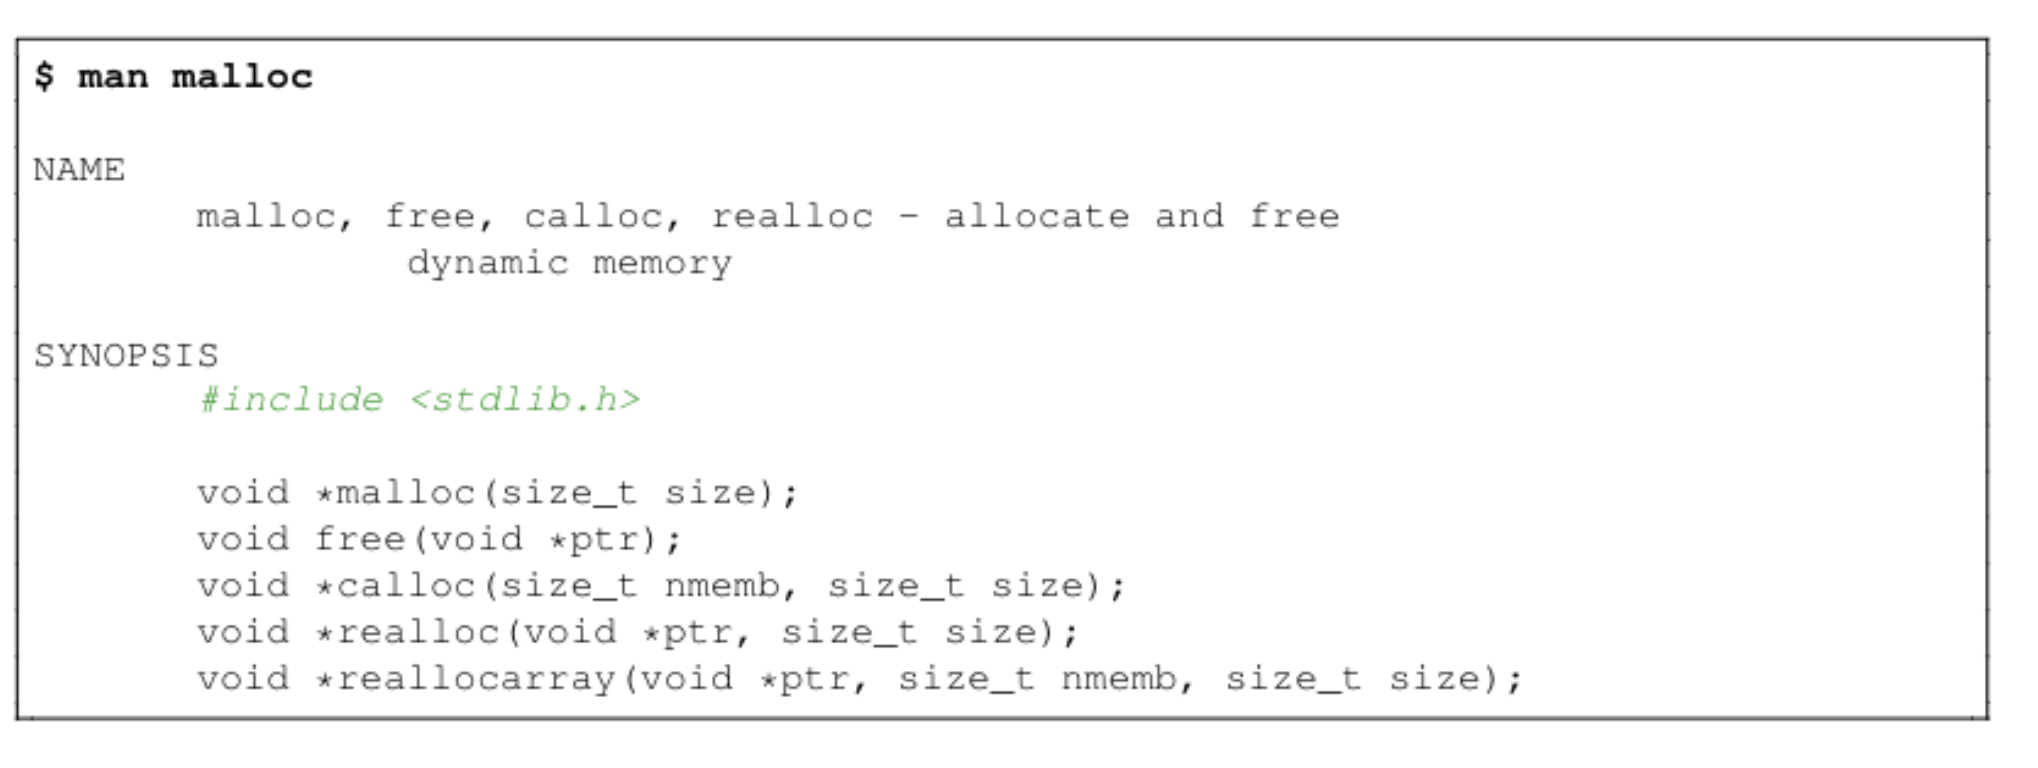 $ man malloc
NAME
malloc, free, calloc, realloc - allocate and free
dynamic memory
SYNOPSIS
#include <stdlib.h>
void *malloc(size_t size);
void free(void *ptr);
void *calloc(size_t nmemb, size_t size);
void *realloc(void *ptr, size_t size);
void *reallocarray(void *ptr, size_t nmemb, size_t size);